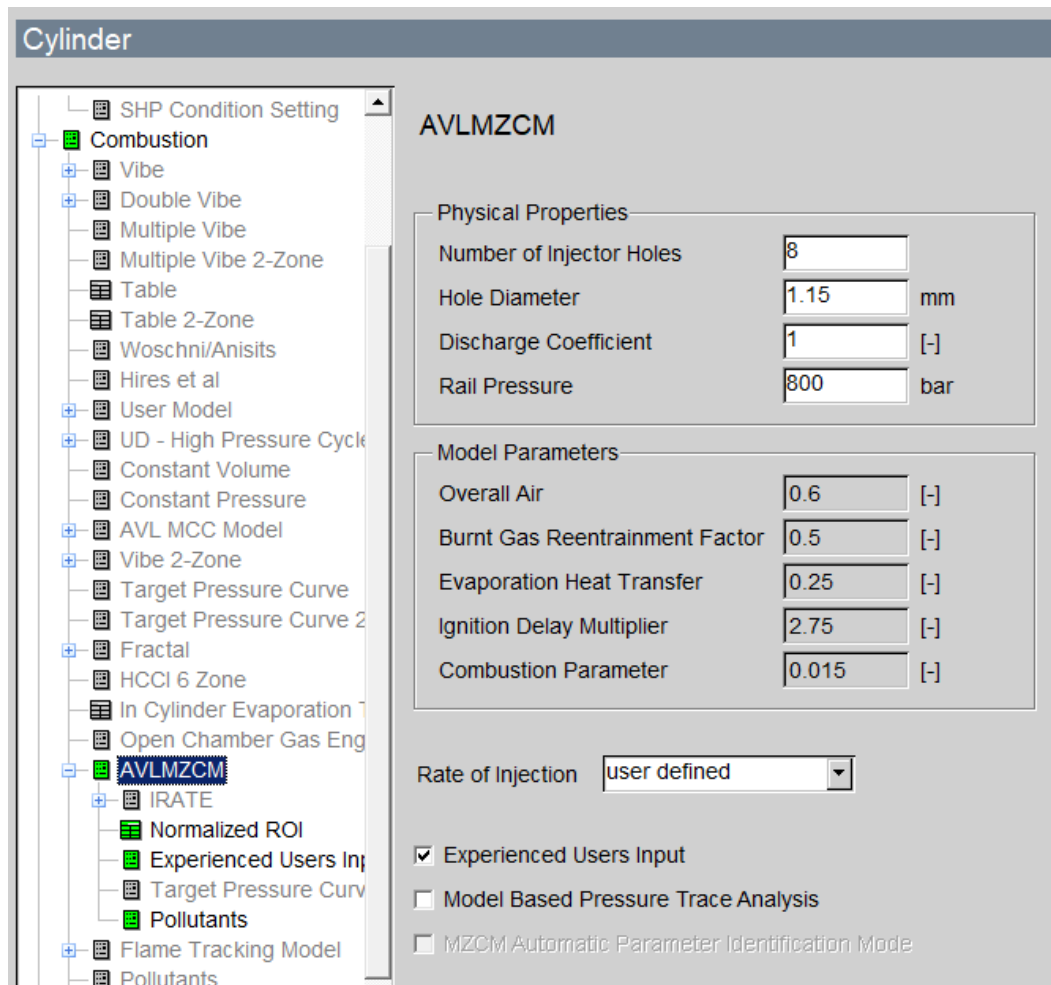 Cylinder
SHP Condition Setting
Combustion
Vibe
Double Vibe
Multiple Vibe
Multiple Vibe 2-Zone
Table
Table 2-Zone
Woschni/Anisits
Hires et al
User Model
UD - High Pressure Cycle
Constant Volume
Constant Pressure
AVL MCC Model
Vibe 2-Zone
Target Pressure Curve
Target Pressure Curve 2
Fractal
HCCI 6 Zone
In Cylinder Evaporation T
Open Chamber Gas Eng
AVLMZCM
IRATE
Normalized ROI
Experienced Users Inp
Target Pressure Curv
Pollutants
Flame Tracking Model
Pollutants
AVLMZCM
Physical Properties
Number of Injector Holes 8
Hole Diameter 1.15 mm
Discharge Coefficient 1 [-]
Rail Pressure 800 bar
Model Parameters
Overall Air 0.6 [-]
Burnt Gas Reentrainment Factor 0.5 [-]
Evaporation Heat Transfer 0.25 [-]
Ignition Delay Multiplier 2.75 [-]
Combustion Parameter 0.015 [-]
Rate of Injection user defined
Experienced Users Input
Model Based Pressure Trace Analysis
MZCM Automatic Parameter Identification Mode